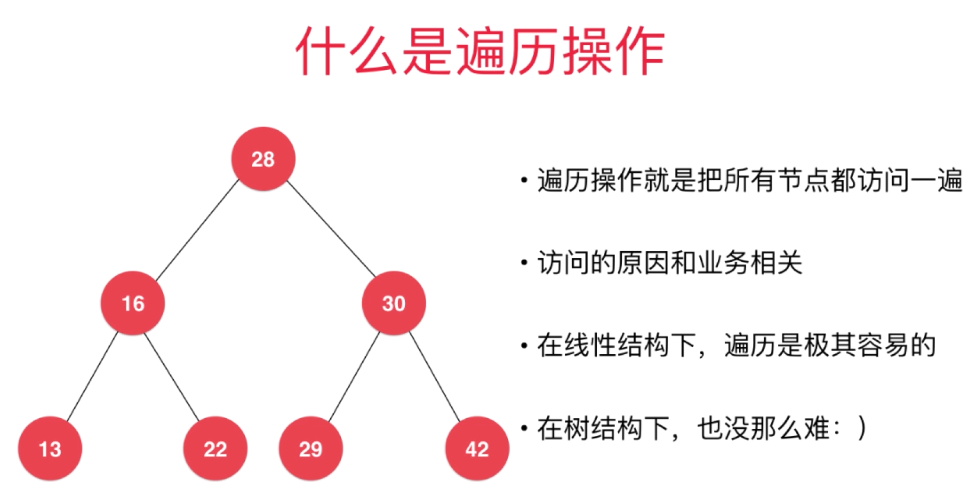 什么是遍历操作
28
• 遍历操作就是把所有节点都访问一遍
• 访问的原因和业务相关
16
30
• 在线性结构下，遍历是极其容易的
• 在树结构下，也没那么难：）
13
22
29
42